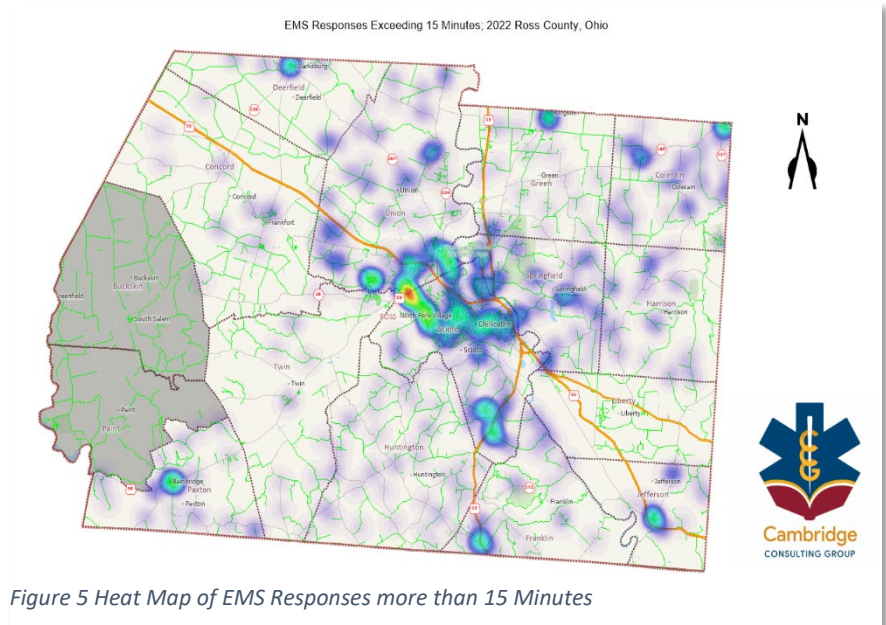 EMS Responses Exceeding 15 Minutes; 2022 Ross County, Ohio
N
Clarksburg
Deerfield
Deerfield
Concord
Concord
Frankfort
Union
Union
Green
Green
Colerain
Colerain
Buckskin
Buckskin
South Salem
Springfield
Springfield
Harrison
Harrison
ROSS
North Fork Village
Scioto
Chillicothe
Scioto
Twin
Twin
Paint
Paint
Liberty
Liberty
Huntington
Huntington
Bainbridge
Paxton
Paxton
Franklin
Franklin
Jefferson
Jefferson
CCG
Cambridge
CONSULTING GROUP
Figure 5 Heat Map of EMS Responses more than 15 Minutes